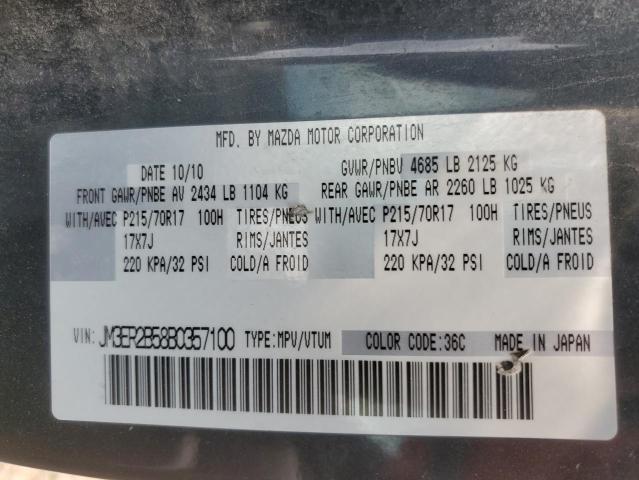 MFD. BY MAZDA MOTOR CORPORATION
DATE 10/10 GVWR/PNBV 4685 LB 2125 KG
FRONT GAWR/PNBE AV 2434 LB 1104 KG REAR GAWR/PNBE AR 2260 LB 1025 KG
WITH/AVEC P215/70R17 100H TIRES/PNEUS WITH/AVEC P215/70R17 100H TIRES/PNEUS
17X7J RIMS/JANTES 17X7J RIMS/JANTES
220 KPA/32 PSI COLD/A FROID 220 KPA/32 PSI COLD/A FROID
VIN: JM3ER2B58B0357100 TYPE:MPV/VTUM COLOR CODE:36C MADE IN JAPAN